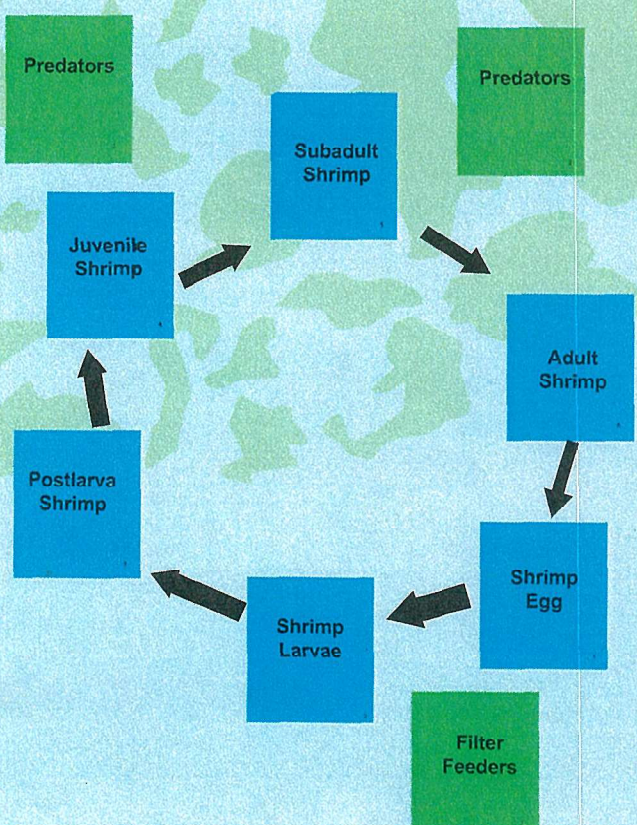 Predators
Predators
Subadult
Shrimp
Juvenile
Shrimp
Adult
Shrimp
Postlarva
Shrimp
Shrimp
Egg
Shrimp
Larvae
Filter
Feeders